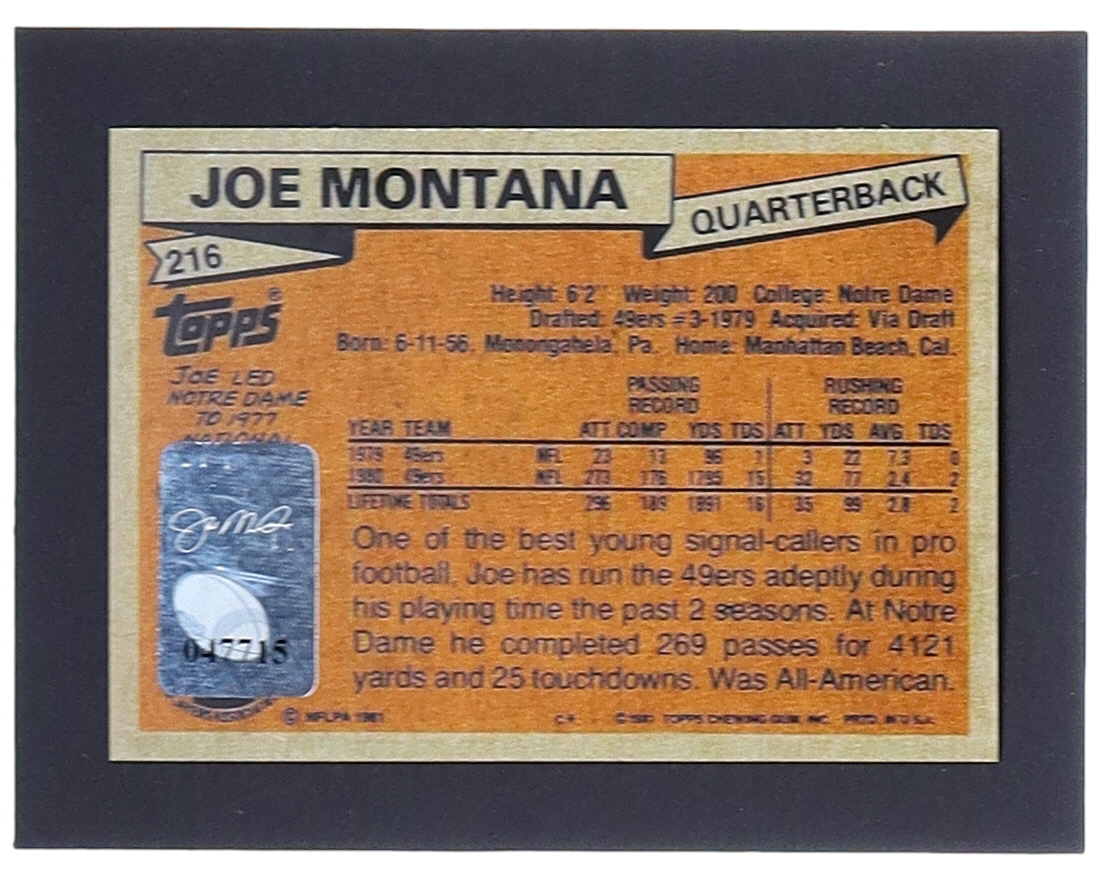 JOE MONTANA
QUARTERBACK
216
Topps®
Height: 6'2" Weight: 200 College: Notre Dame
Drafted: 49ers #3-1979 Acquired: Via Draft
Born: 6-11-56, Monongahela, Pa. Home: Manhattan Beach, Cal.
JOE LED
NOTRE DAME
TO 1977
NATIONAL
PASSING RUSHING
RECORD RECORD
YEAR TEAM ATT COMP YDS TDS ATT YDS AVG TDS
1979 49ers NFL 23 13 96 1 3 22 7.3 0
1980 49ers NFL 273 176 1795 15 32 77 2.4 2
LIFETIME TOTALS 296 189 1891 16 35 99 2.8 2
One of the best young signal-callers in pro
football, Joe has run the 49ers adeptly during
his playing time the past 2 seasons. At Notre
Dame he completed 269 passes for 4121
yards and 25 touchdowns. Was All-American.
047715
© NFLPA 1981 C* © 1981 TOPPS CHEWING GUM, INC. PRTD. IN U.S.A.